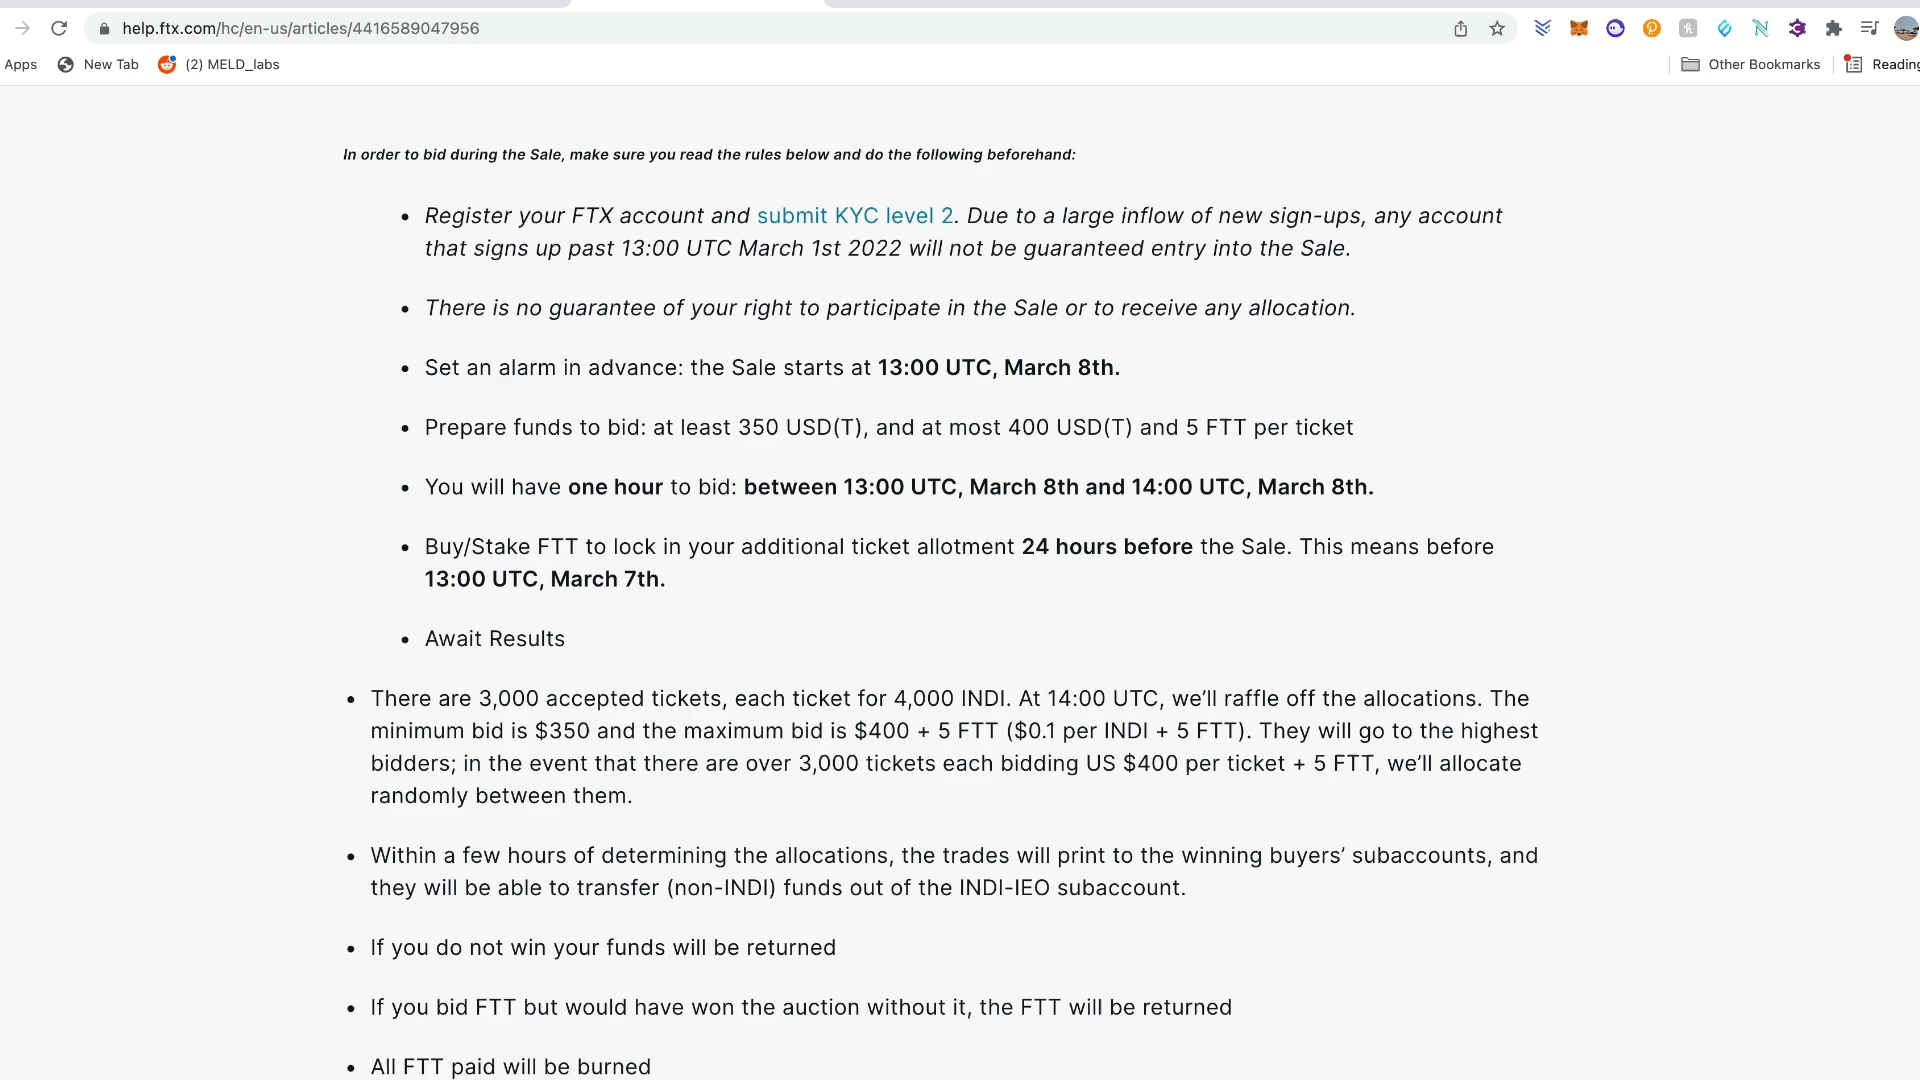 help.ftx.com/hc/en-us/articles/4416589047956
Apps New Tab (2) MELD_labs Other Bookmarks Reading
In order to bid during the Sale, make sure you read the rules below and do the following beforehand:
• Register your FTX account and submit KYC level 2. Due to a large inflow of new sign-ups, any account
that signs up past 13:00 UTC March 1st 2022 will not be guaranteed entry into the Sale.
• There is no guarantee of your right to participate in the Sale or to receive any allocation.
• Set an alarm in advance: the Sale starts at 13:00 UTC, March 8th.
• Prepare funds to bid: at least 350 USD(T), and at most 400 USD(T) and 5 FTT per ticket
• You will have one hour to bid: between 13:00 UTC, March 8th and 14:00 UTC, March 8th.
• Buy/Stake FTT to lock in your additional ticket allotment 24 hours before the Sale. This means before
13:00 UTC, March 7th.
• Await Results
• There are 3,000 accepted tickets, each ticket for 4,000 INDI. At 14:00 UTC, we’ll raffle off the allocations. The
minimum bid is $350 and the maximum bid is $400 + 5 FTT ($0.1 per INDI + 5 FTT). They will go to the highest
bidders; in the event that there are over 3,000 tickets each bidding US $400 per ticket + 5 FTT, we’ll allocate
randomly between them.
• Within a few hours of determining the allocations, the trades will print to the winning buyers’ subaccounts, and
they will be able to transfer (non-INDI) funds out of the INDI-IEO subaccount.
• If you do not win your funds will be returned
• If you bid FTT but would have won the auction without it, the FTT will be returned
• All FTT paid will be burned